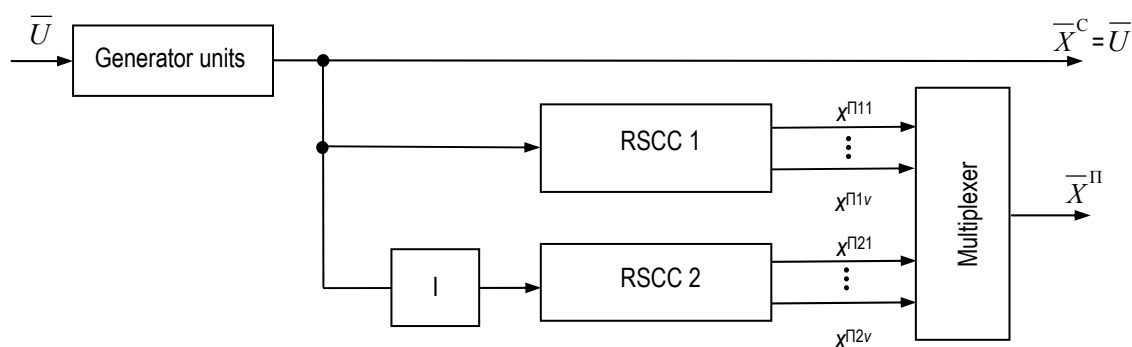 U̅
Generator units
X̅ᶜ = U̅
RSCC 1
x^П11
⋮
x^П1v
Multiplexer
X̅^П
I
RSCC 2
x^П21
⋮
x^П2v